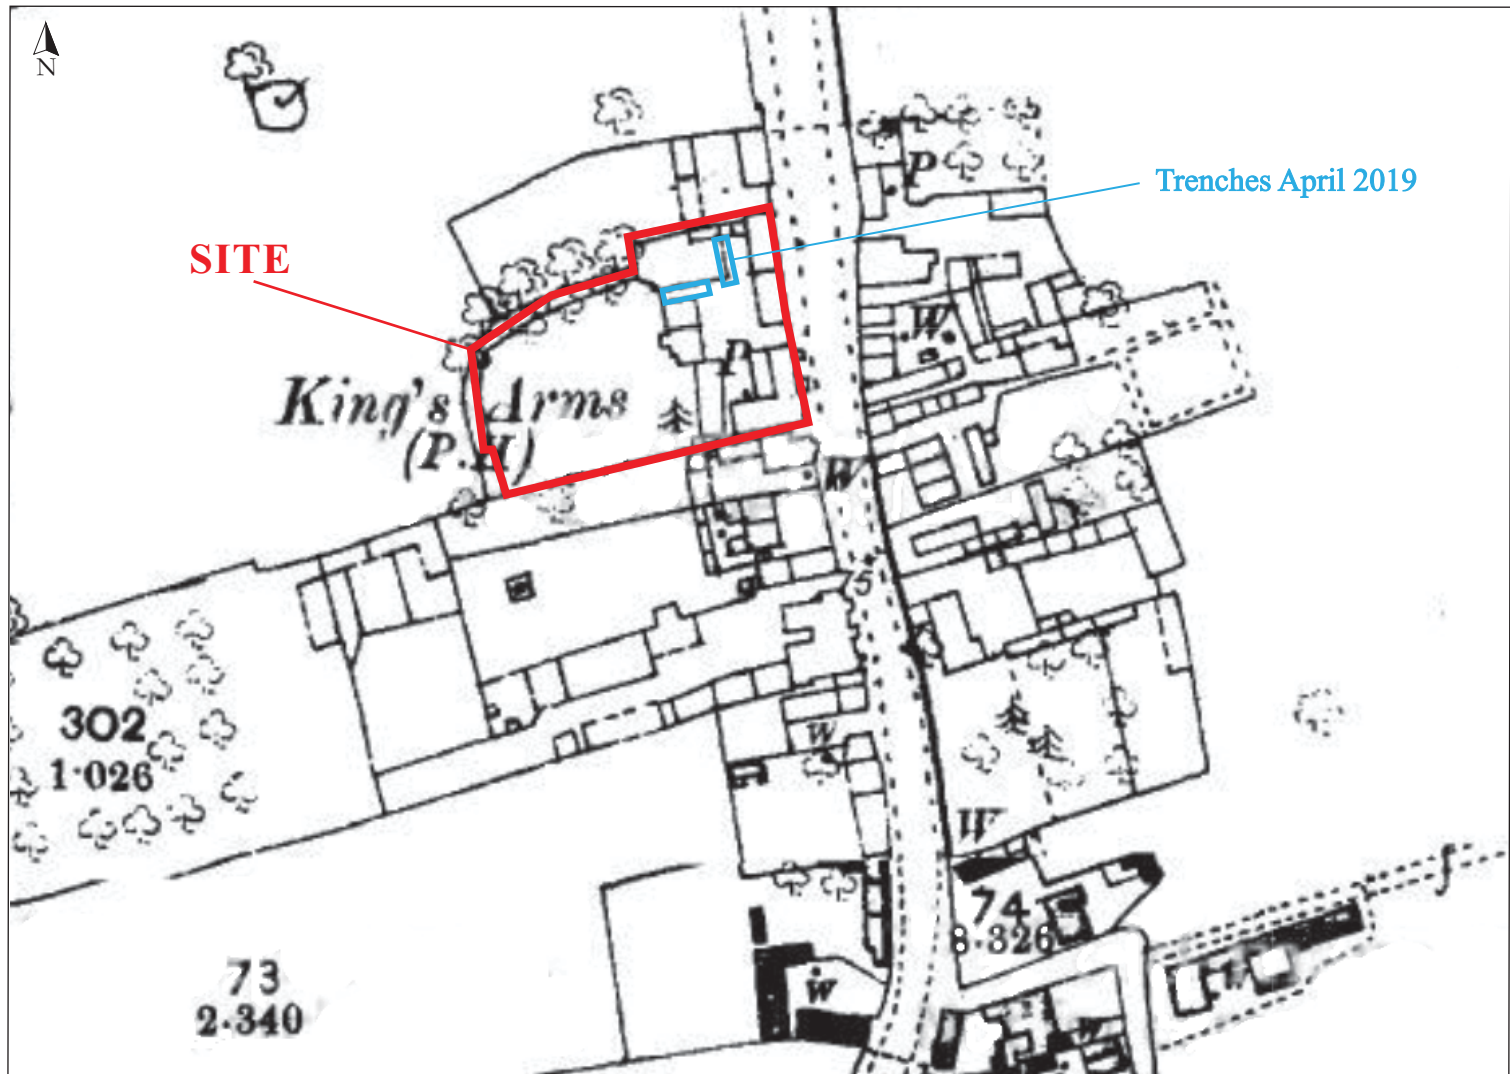 N
P
Trenches April 2019
SITE
.W.
P
King's Arms
(P.H)
W
5
302
1·026
W
W
74
8·326
73
2·340
W
W